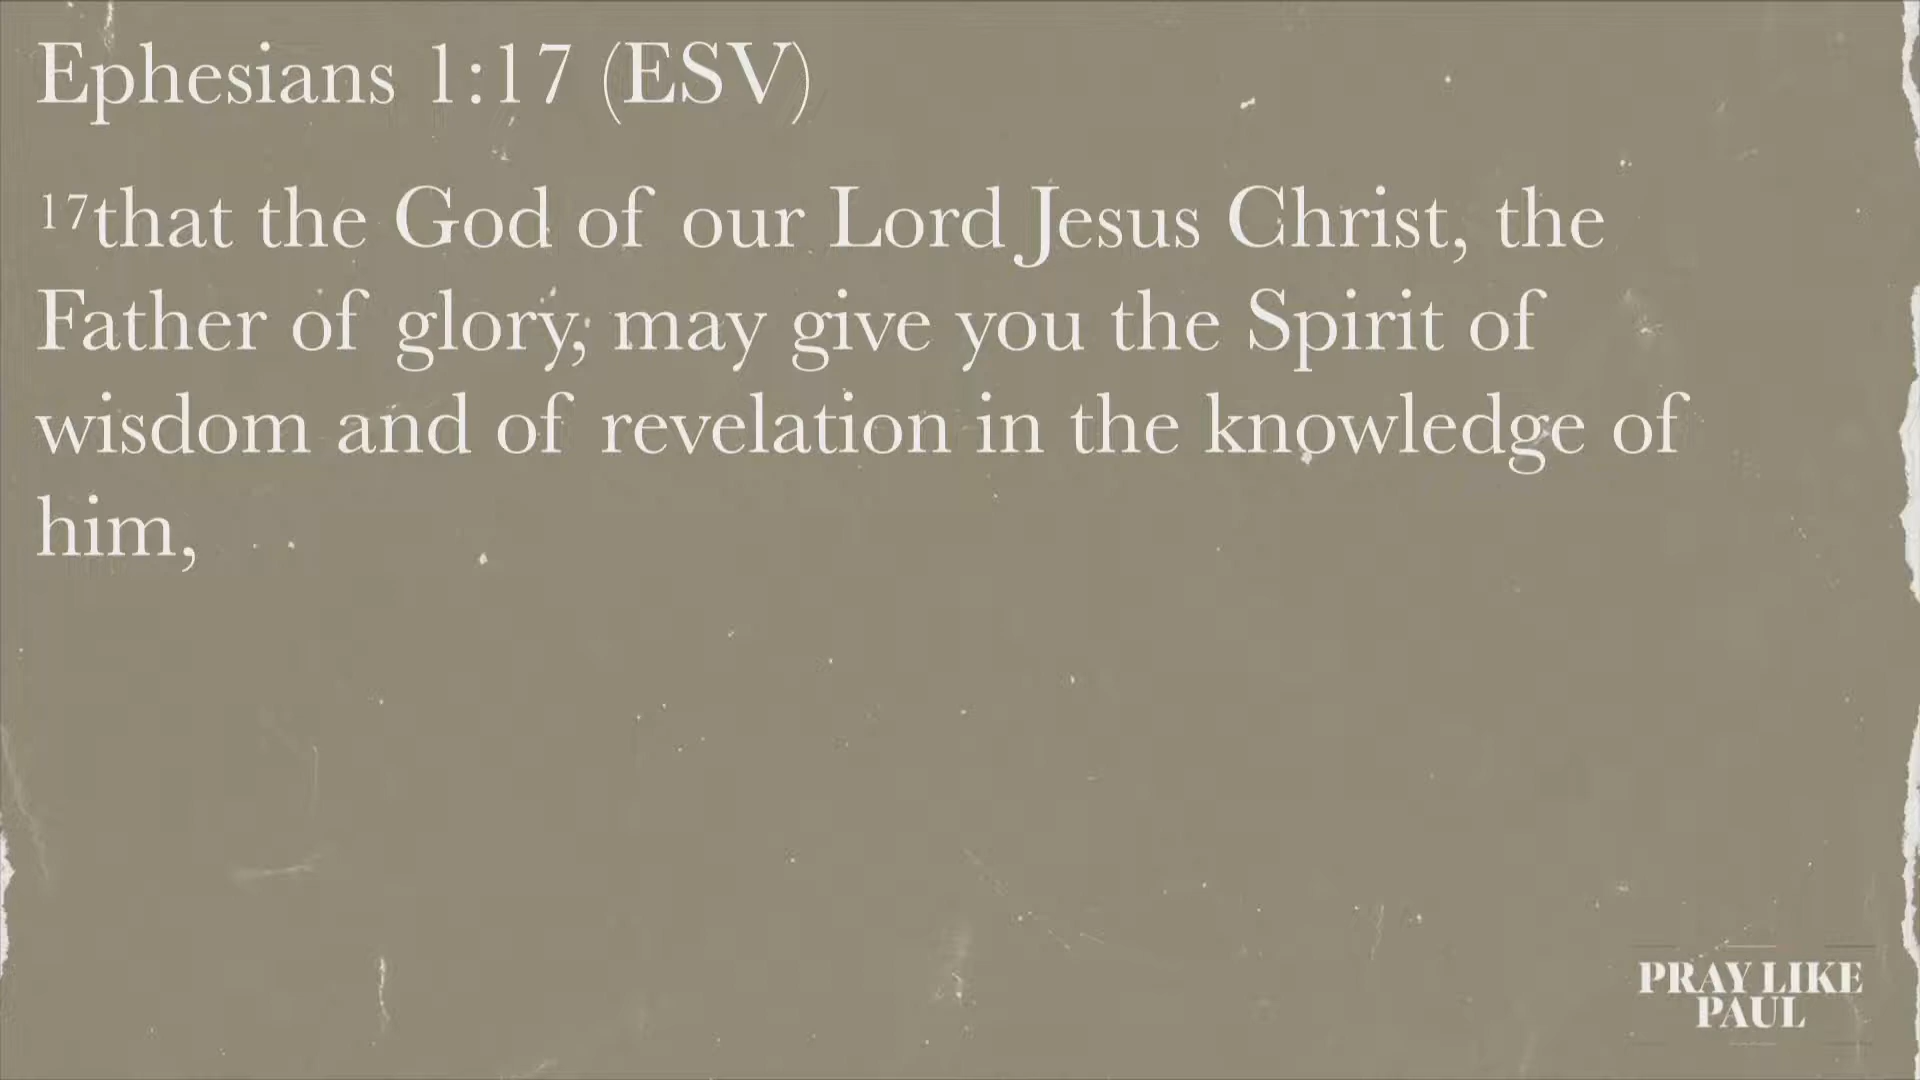 Ephesians 1:17 (ESV)
17that the God of our Lord Jesus Christ, the
Father of glory, may give you the Spirit of
wisdom and of revelation in the knowledge of
him,
PRAY LIKE
PAUL